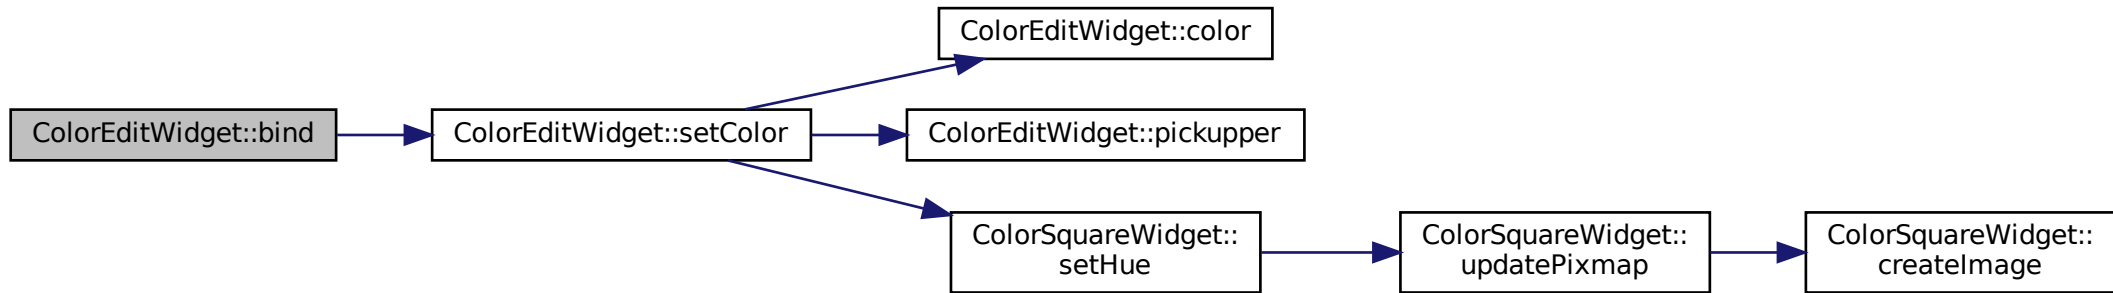 ColorEditWidget::color
ColorEditWidget::bind
ColorEditWidget::setColor
ColorEditWidget::pickupper
ColorSquareWidget::
setHue
ColorSquareWidget::
updatePixmap
ColorSquareWidget::
createImage